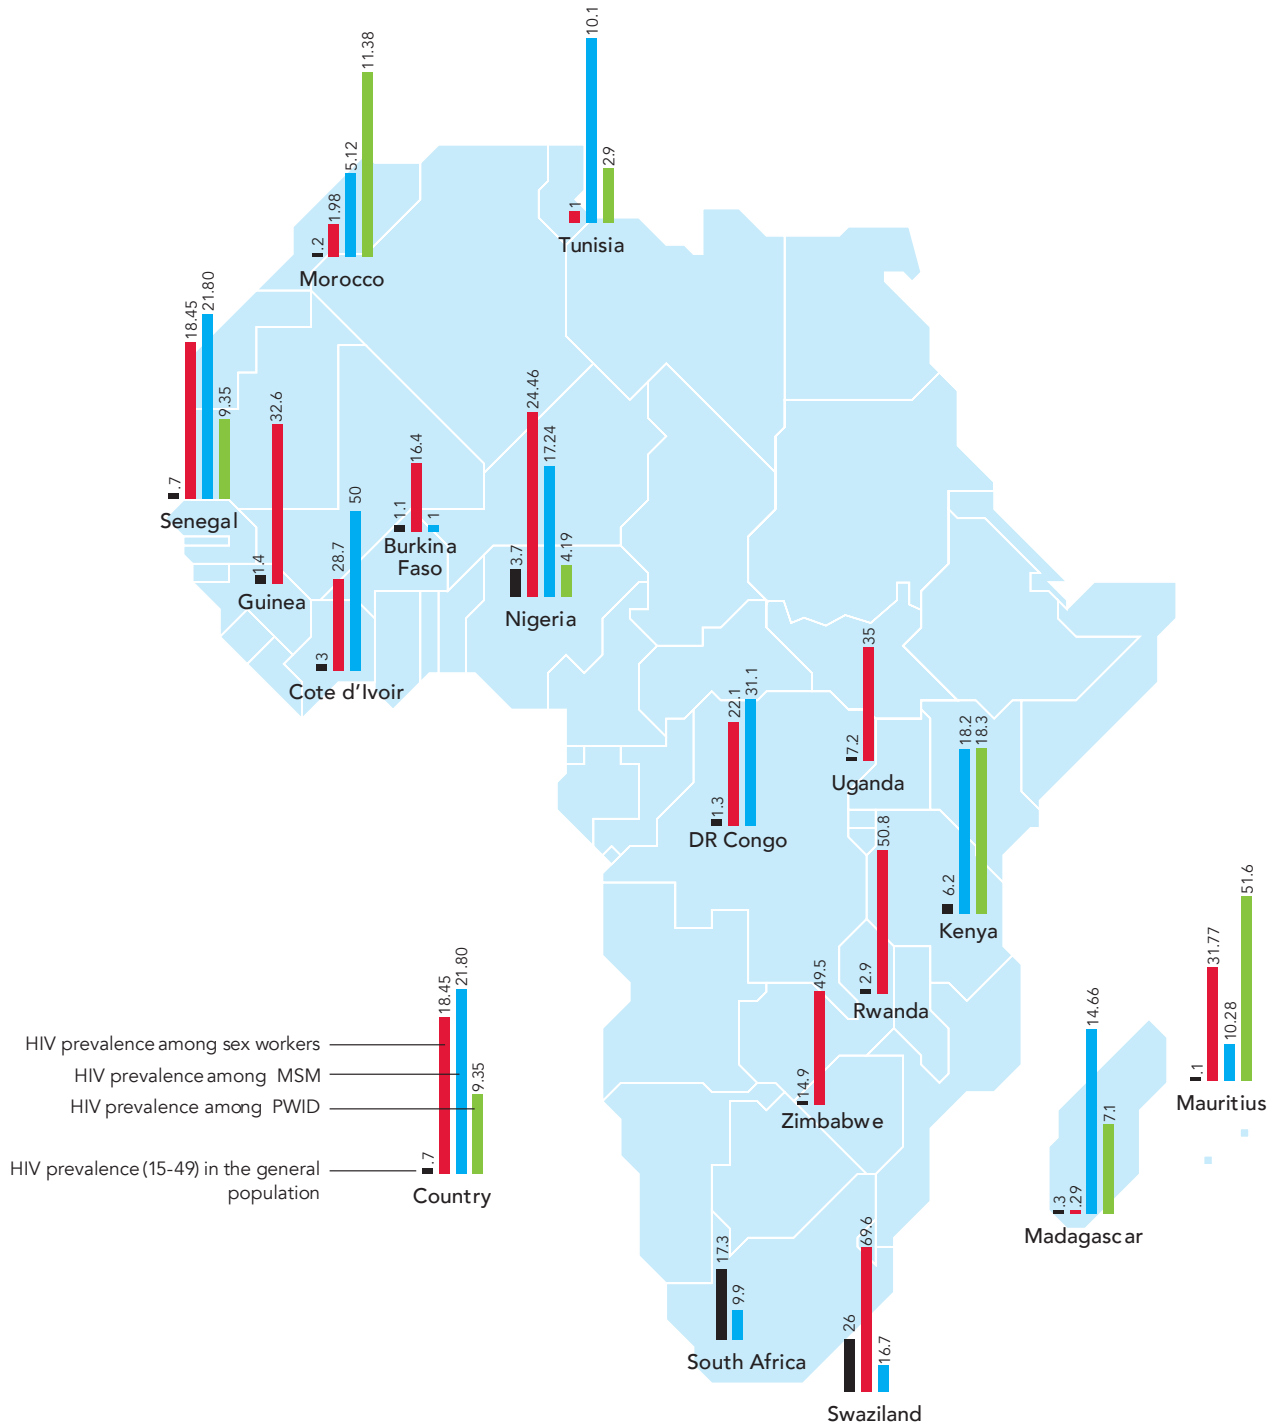 10.1
2.9
1
Tunisia
11.38
5.12
1.98
.2
Morocco
21.80
18.45
9.35
.7
Senegal
32.6
1.4
Guinea
50
28.7
3
Cote d'Ivoir
16.4
1.1
1
Burkina
Faso
24.46
17.24
3.7
4.19
Nigeria
35
7.2
Uganda
31.1
22.1
1.3
DR Congo
18.2
18.3
6.2
Kenya
50.8
2.9
Rwanda
49.5
14.9
Zimbabwe
51.6
31.77
10.28
.1
Mauritius
14.66
7.1
.3
.29
Madagascar
17.3
9.9
South Africa
69.6
26
16.7
Swaziland
21.80
18.45
9.35
.7
HIV prevalence among sex workers
HIV prevalence among MSM
HIV prevalence among PWID
HIV prevalence (15-49) in the general
population
Country